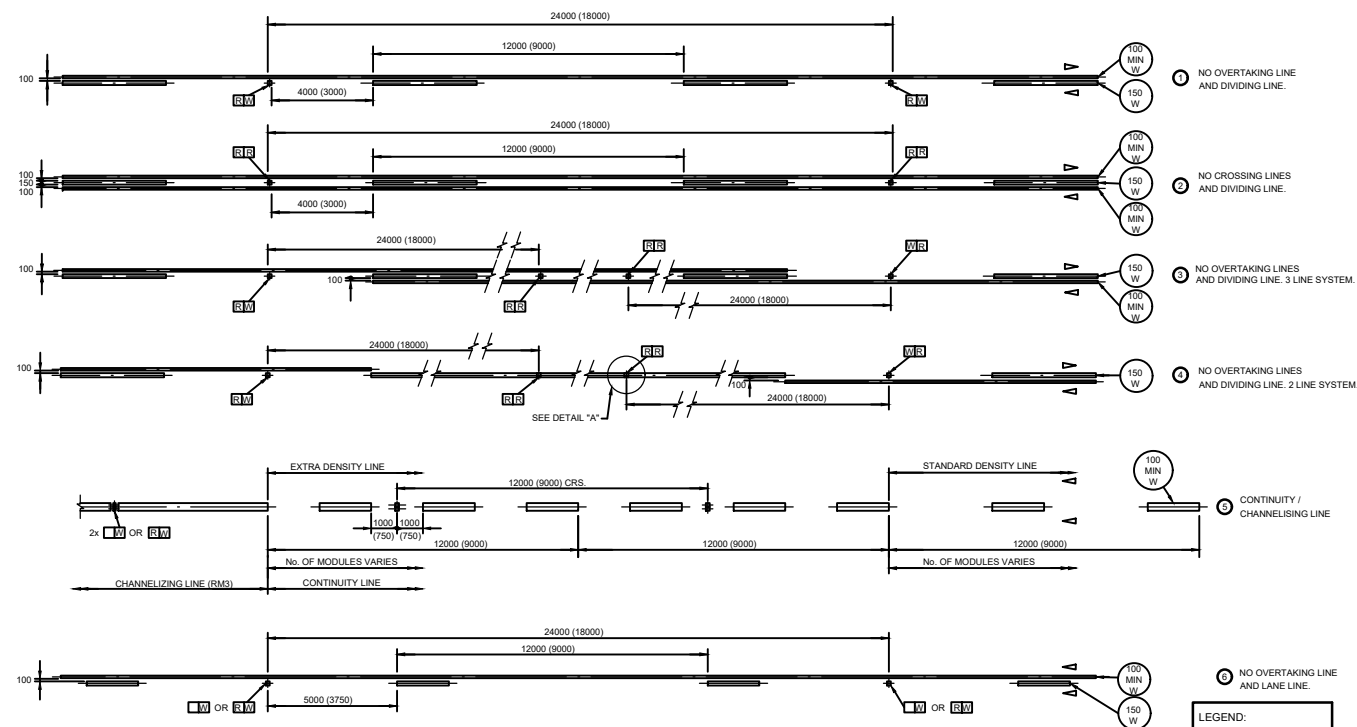 24000 (18000)
12000 (9000)
100
4000 (3000)
R W
R W
100
MIN
W
150
W
1
NO OVERTAKING LINE
AND DIVIDING LINE.
24000 (18000)
R R
12000 (9000)
R R
100
150
100
4000 (3000)
100
MIN
W
150
W
100
MIN
W
2
NO CROSSING LINES
AND DIVIDING LINE.
24000 (18000)
R R
W R
100
100
R W
R R
24000 (18000)
150
W
100
MIN
W
3
NO OVERTAKING LINES
AND DIVIDING LINE. 3 LINE SYSTEM.
24000 (18000)
R R
W R
100
100
R W
R R
24000 (18000)
SEE DETAIL "A"
150
W
4
NO OVERTAKING LINES
AND DIVIDING LINE. 2 LINE SYSTEM
EXTRA DENSITY LINE
STANDARD DENSITY LINE
12000 (9000) CRS.
100
MIN
W
5
CONTINUITY /
CHANNELISING LINE
2x W OR R W
1000 1000
(750) (750)
12000 (9000)
12000 (9000)
12000 (9000)
No. OF MODULES VARIES
No. OF MODULES VARIES
CHANNELIZING LINE (RM3)
CONTINUITY LINE
24000 (18000)
12000 (9000)
100
5000 (3750)
W OR R W
W OR R W
100
MIN
W
150
W
6
NO OVERTAKING LINE
AND LANE LINE.
LEGEND: